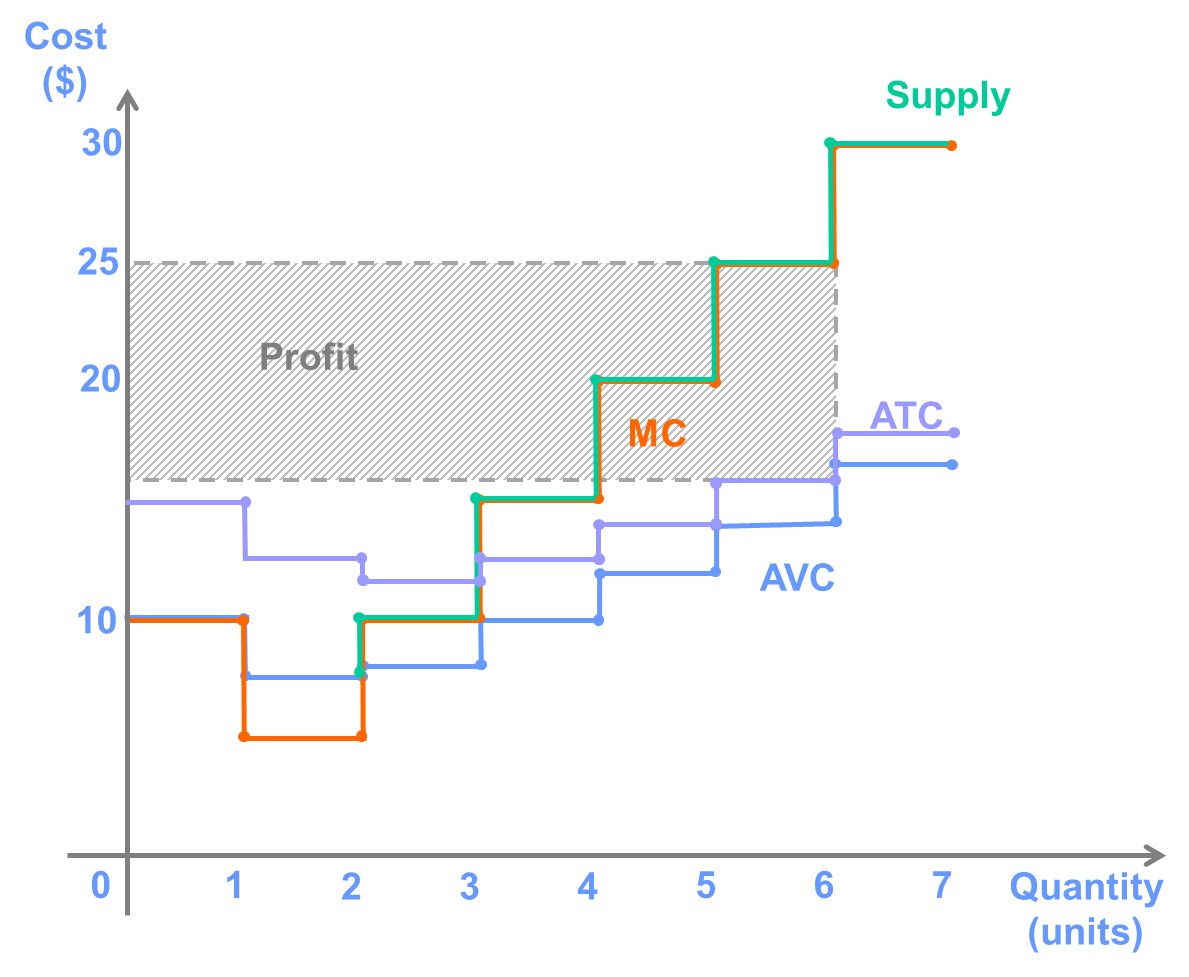 Cost
($)
Supply
30
25
Profit
20
ATC
MC
AVC
10
0 1 2 3 4 5 6 7 Quantity
(units)